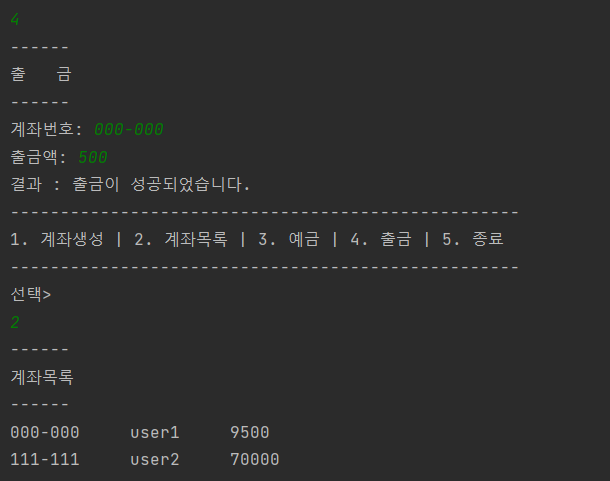 4
------
출   금
------
계좌번호: 000-000
출금액: 500
결과 : 출금이 성공되었습니다.
---------------------------------------------------
1. 계좌생성 | 2. 계좌목록 | 3. 예금 | 4. 출금 | 5. 종료
---------------------------------------------------
선택>
2
------
계좌목록
------
000-000     user1     9500
111-111     user2     70000